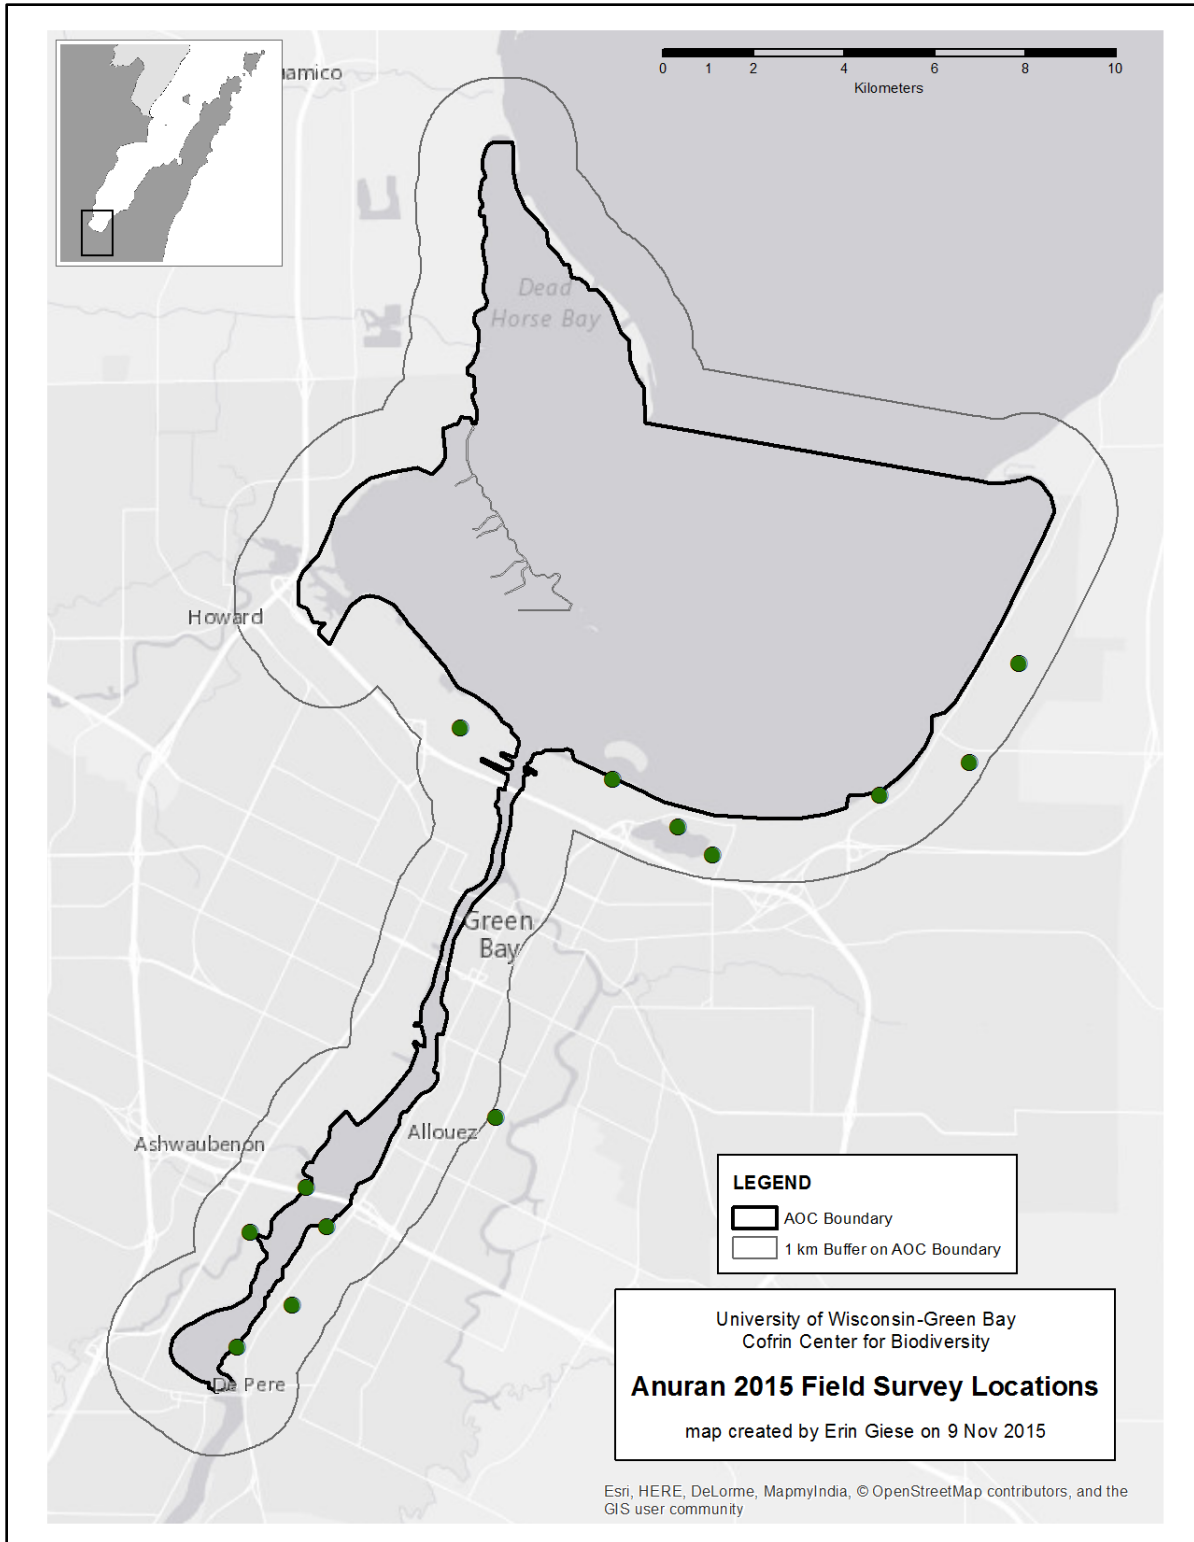 amico
0 1 2 4 6 8 10
Kilometers
Dead
Horse Bay
Howard
Green
Bay
Allouez
Ashwaubenon
De Pere
LEGEND
AOC Boundary
1 km Buffer on AOC Boundary
University of Wisconsin-Green Bay
Cofrin Center for Biodiversity
Anuran 2015 Field Survey Locations
map created by Erin Giese on 9 Nov 2015
Esri, HERE, DeLorme, MapmyIndia, © OpenStreetMap contributors, and the
GIS user community